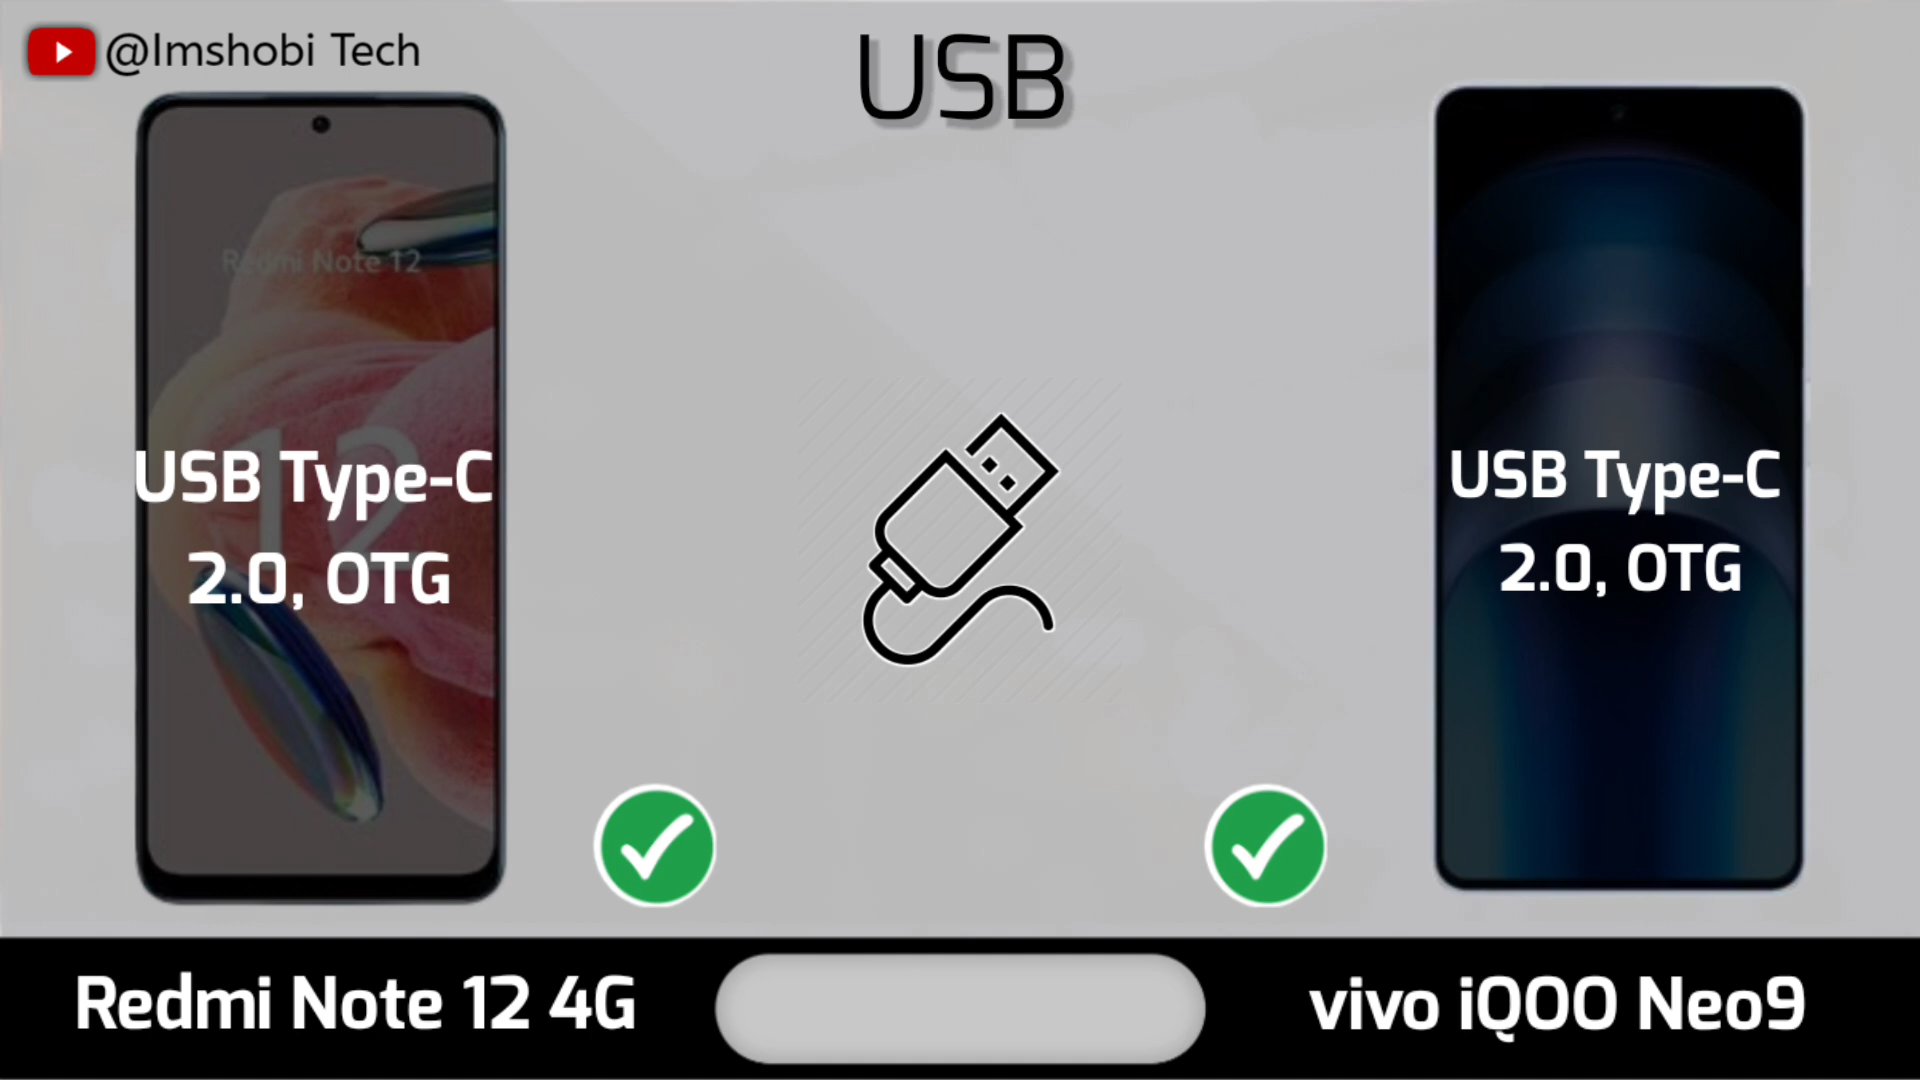 @Imshobi Tech
USB
Redmi Note 12
12
USB Type-C
2.0, OTG
USB Type-C
2.0, OTG
Redmi Note 12 4G
vivo iQOO Neo9